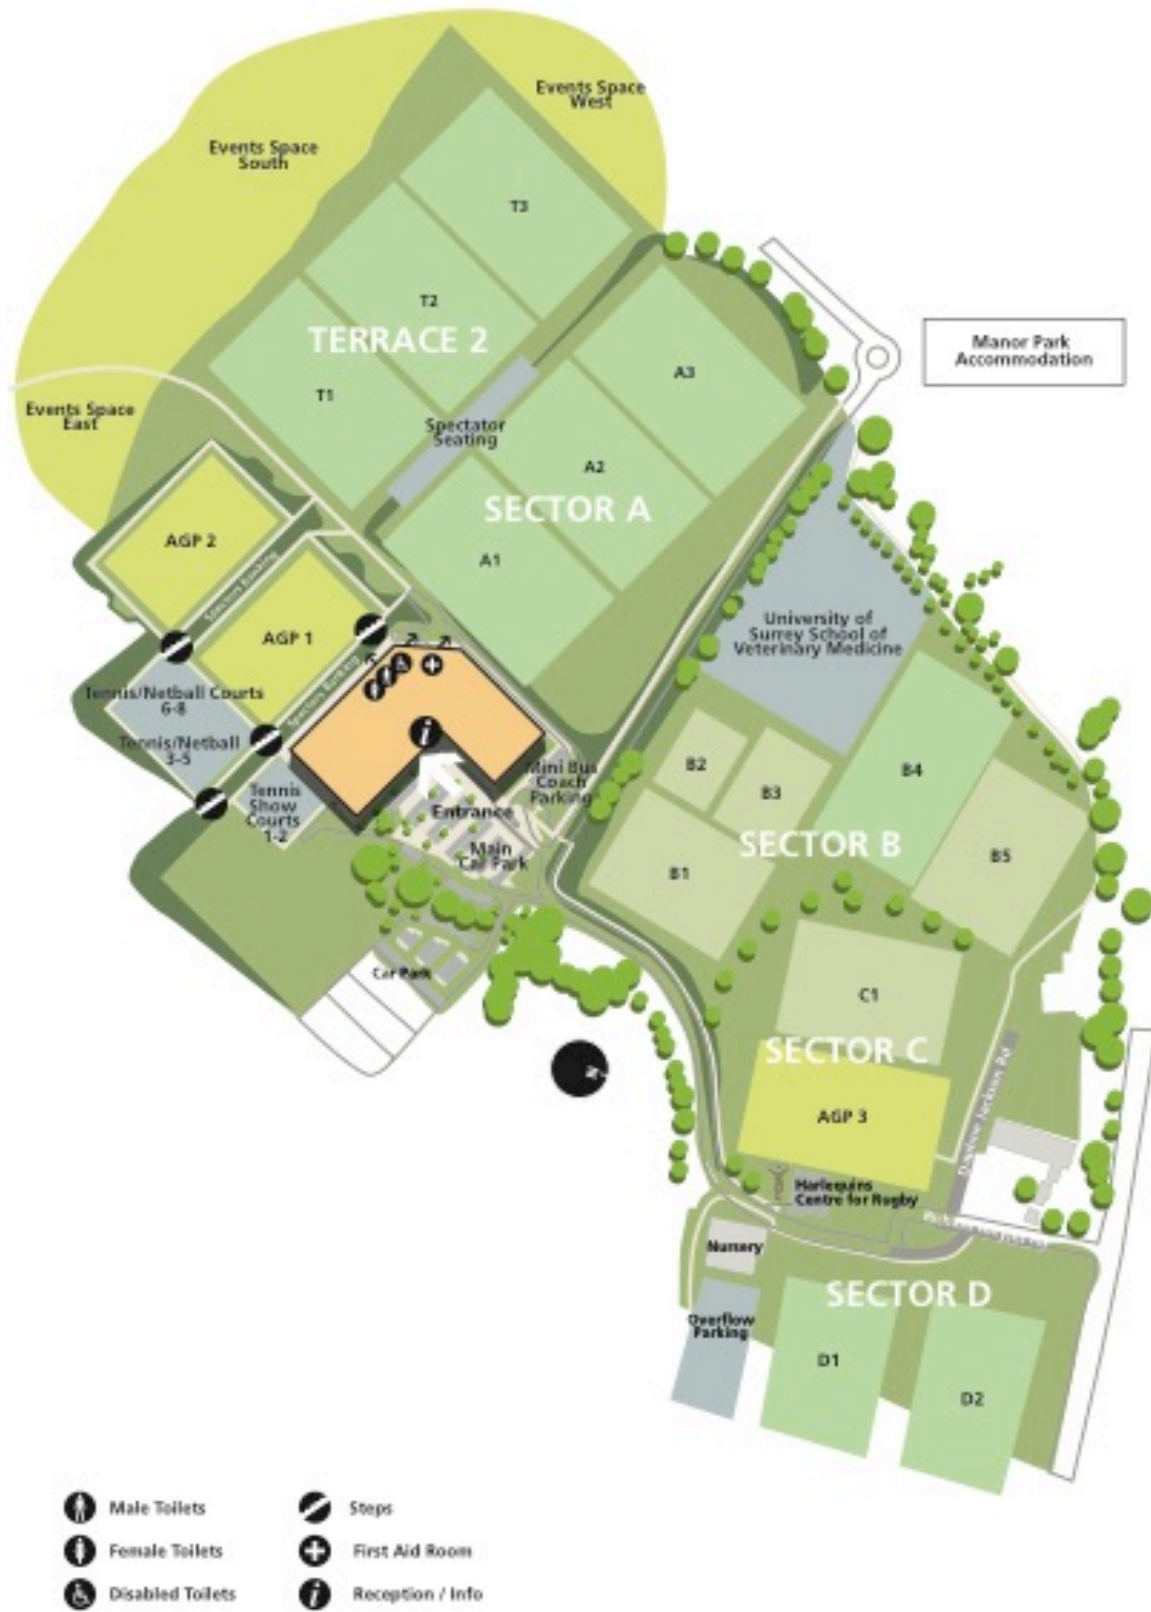 Events Space
West
Events Space
South
T3
T2
TERRACE 2
Manor Park
Accommodation
A3
T1
Events Space
East
Spectator
Seating
A2
SECTOR A
AGP 2
A1
AGP 1
University of
Surrey School of
Veterinary Medicine
Tennis/Netball Courts
6-8
Tennis/Netball
3-5
B2
B4
Mini Bus
Coach
Parking
B3
Tennis
Show
Courts
1-2
Entrance
Main
Car Park
SECTOR B
B5
B1
Car Park
C1
SECTOR C
AGP 3
Harlequins
Centre for Rugby
Nursery
SECTOR D
Overflow
Parking
D1
D2
Male Toilets
Steps
Female Toilets
First Aid Room
Disabled Toilets
Reception / Info